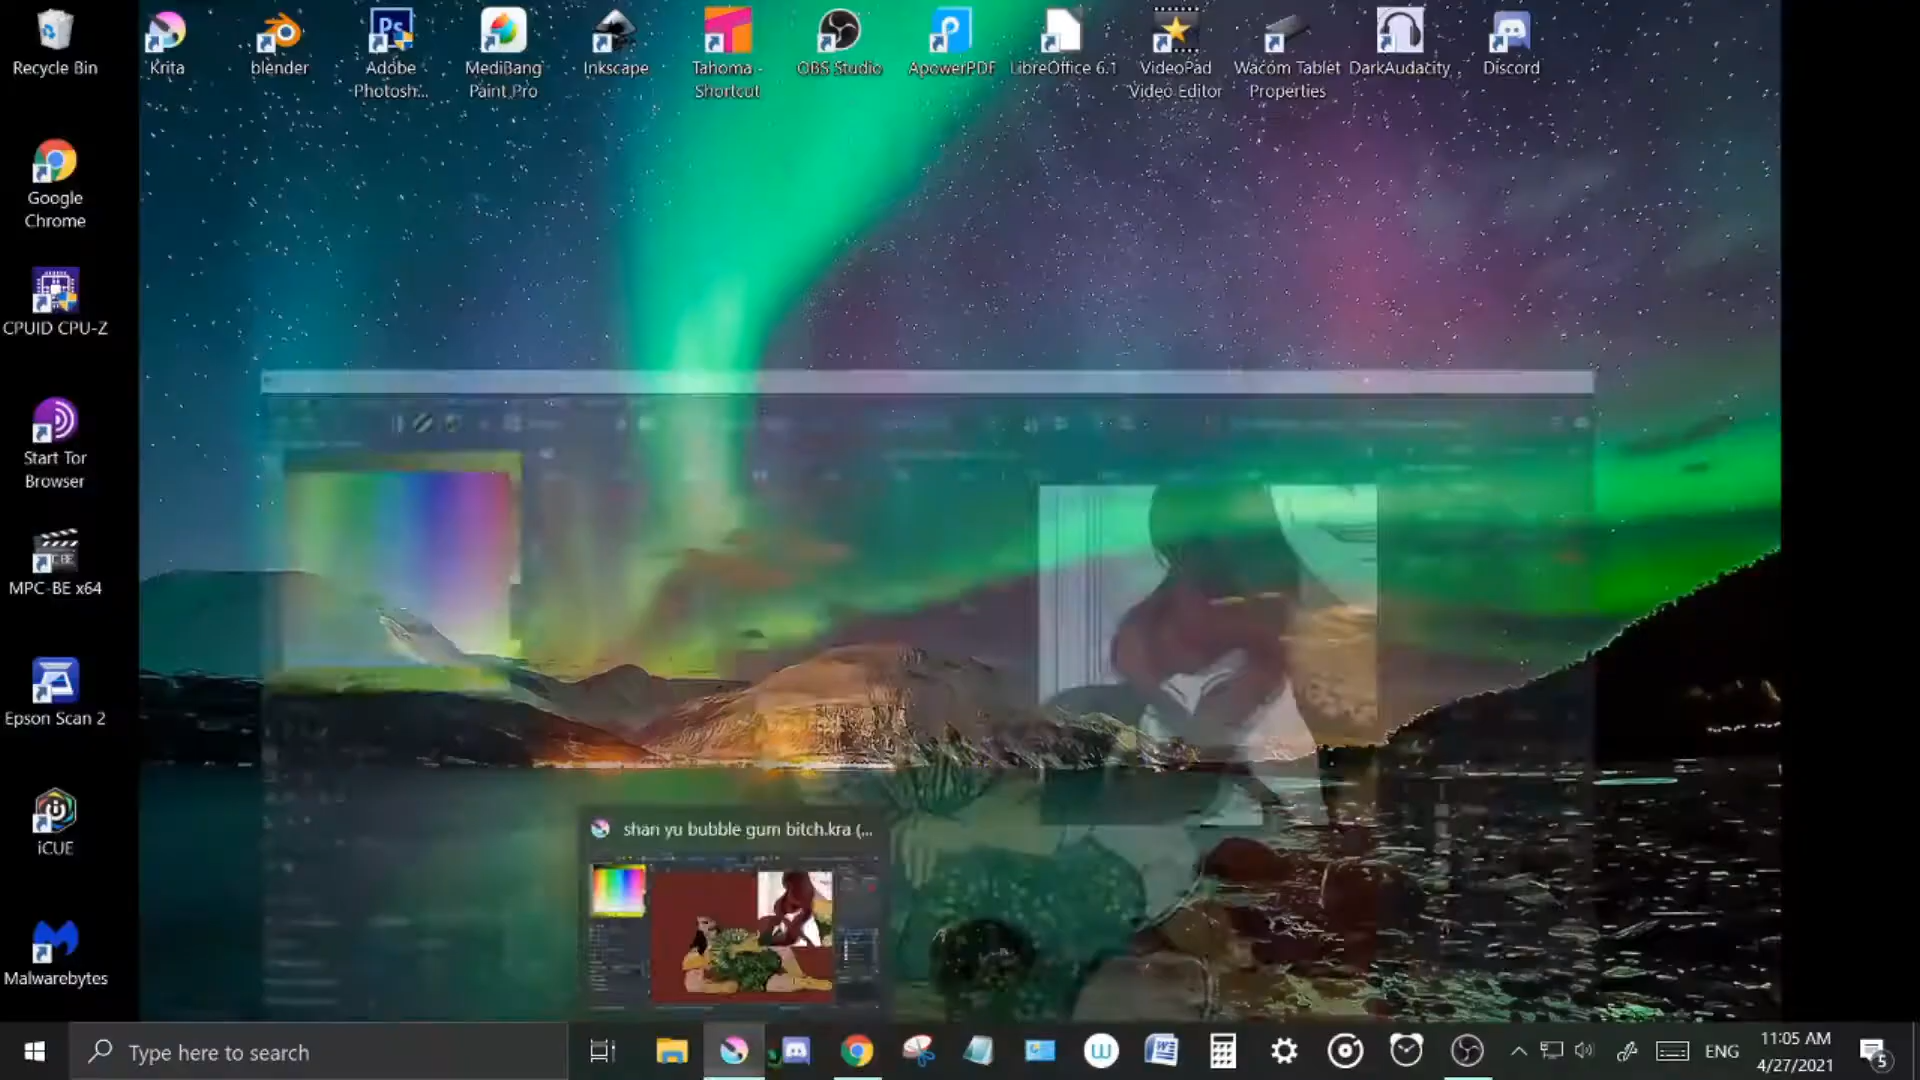 Recycle Bin
Krita
blender
Adobe
Photosh...
MediBang
Paint Pro
Inkscape
Tahoma -
Shortcut
OBS Studio
ApowerPDF
LibreOffice 6.1
VideoPad
Video Editor
Wacom Tablet
Properties
DarkAudacity
Discord
Google
Chrome
CPUID CPU-Z
Start Tor
Browser
MPC-BE x64
Epson Scan 2
iCUE
Malwarebytes
shan yu bubble gum bitch.kra (...
Type here to search
ENG
11:05 AM
4/27/2021
5